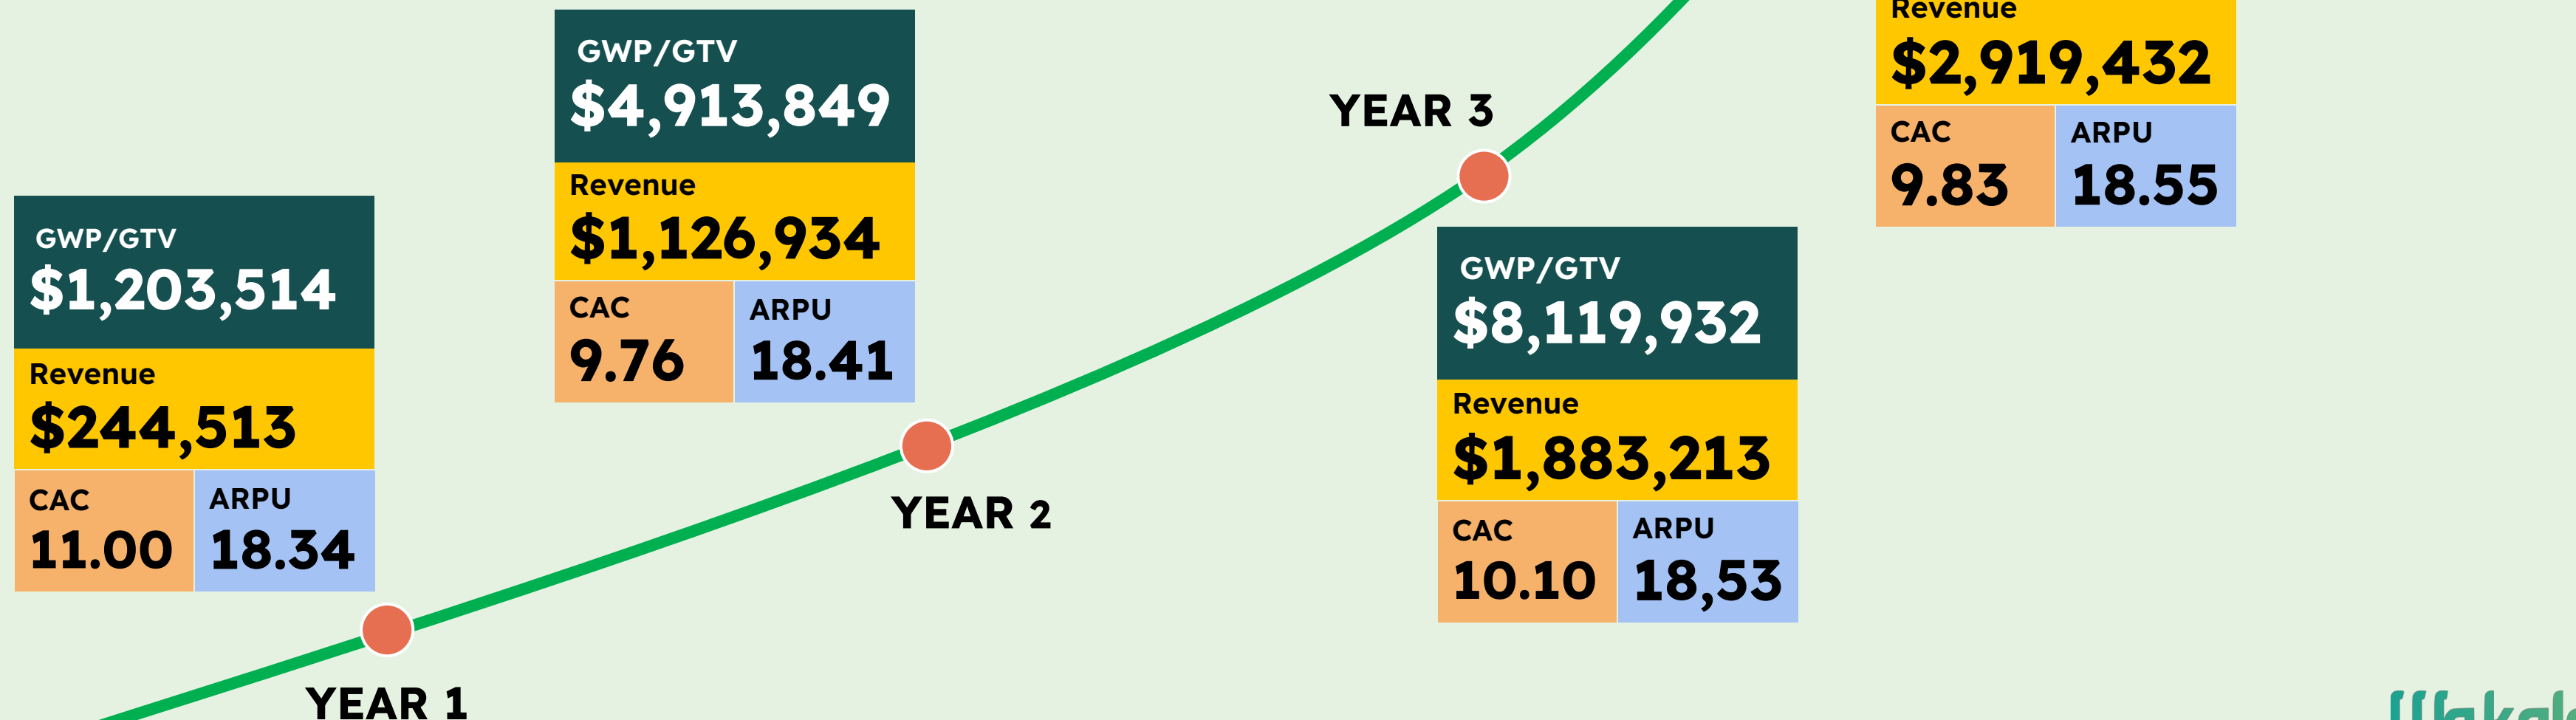 GWP/GTV
$1,203,514
Revenue
$244,513
CAC
11.00
ARPU
18.34
YEAR 1
GWP/GTV
$4,913,849
Revenue
$1,126,934
CAC
9.76
ARPU
18.41
YEAR 2
YEAR 3
GWP/GTV
$8,119,932
Revenue
$1,883,213
CAC
10.10
ARPU
18,53
Revenue
$2,919,432
CAC
9.83
ARPU
18.55